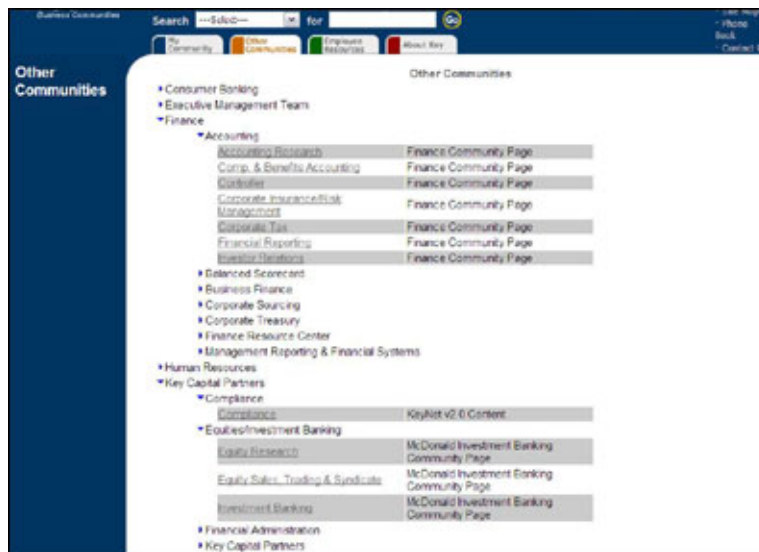 Business Communities
Search ---Select--- for Go
- Phone
Book
- Contact
My
Community
Other
Communities
Employee
Resources
About Key
Other
Communities
Other Communities
Consumer Banking
Executive Management Team
Finance
Accounting
Accounting Research Finance Community Page
Comp. & Benefits Accounting Finance Community Page
Controller Finance Community Page
Corporate Insurance/Risk
Management Finance Community Page
Corporate Tax Finance Community Page
Financial Reporting Finance Community Page
Investor Relations Finance Community Page
Balanced Scorecard
Business Finance
Corporate Sourcing
Corporate Treasury
Finance Resource Center
Management Reporting & Financial Systems
Human Resources
Key Capital Partners
Compliance
Compliance KeyNet v2.0 Content
Equities/Investment Banking
Equity Research McDonald Investment Banking
Community Page
Equity Sales, Trading & Syndicate McDonald Investment Banking
Community Page
Investment Banking McDonald Investment Banking
Community Page
Financial Administration
Key Capital Partners